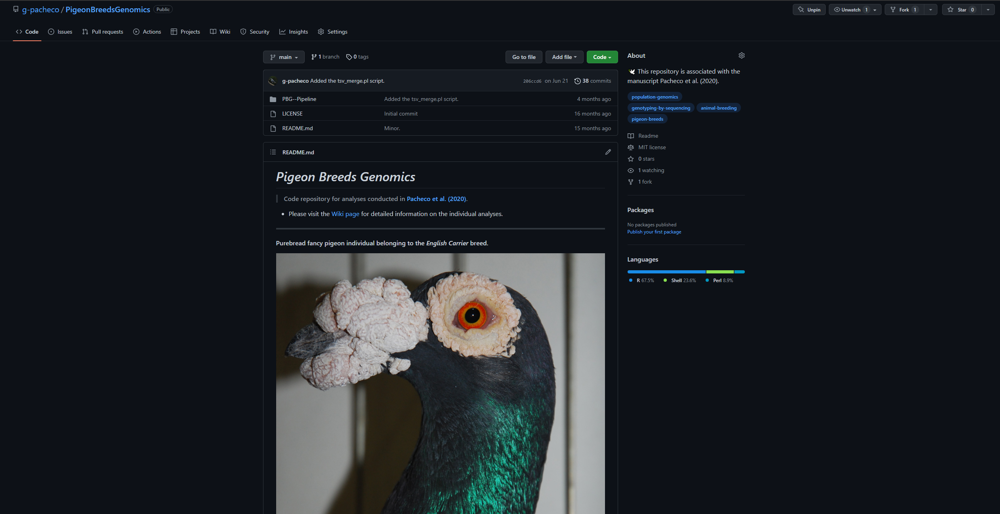 g-pacheco / PigeonBreedsGenomics Public
Unpin Unwatch 1 Fork 1 Star 0
Code Issues Pull requests Actions Projects Wiki Security Insights Settings
main 1 branch 0 tags Go to file Add file Code
g-pacheco Added the tsv_merge.pl script. 206ccd6 on Jun 21 38 commits
PBG--Pipeline Added the tsv_merge.pl script. 4 months ago
LICENSE Initial commit 16 months ago
README.md Minor. 15 months ago
README.md
Pigeon Breeds Genomics
Code repository for analyses conducted in Pacheco et al. (2020).
Please visit the Wiki page for detailed information on the individual analyses.
Purebread fancy pigeon individual belonging to the English Carrier breed.
About
This repository is associated with the
manuscript Pacheco et al. (2020).
population-genomics
genotyping-by-sequencing animal-breeding
pigeon-breeds
Readme
MIT license
0 stars
1 watching
1 fork
Packages
No packages published
Publish your first package
Languages
R 67.5% Shell 23.6% Perl 8.9%